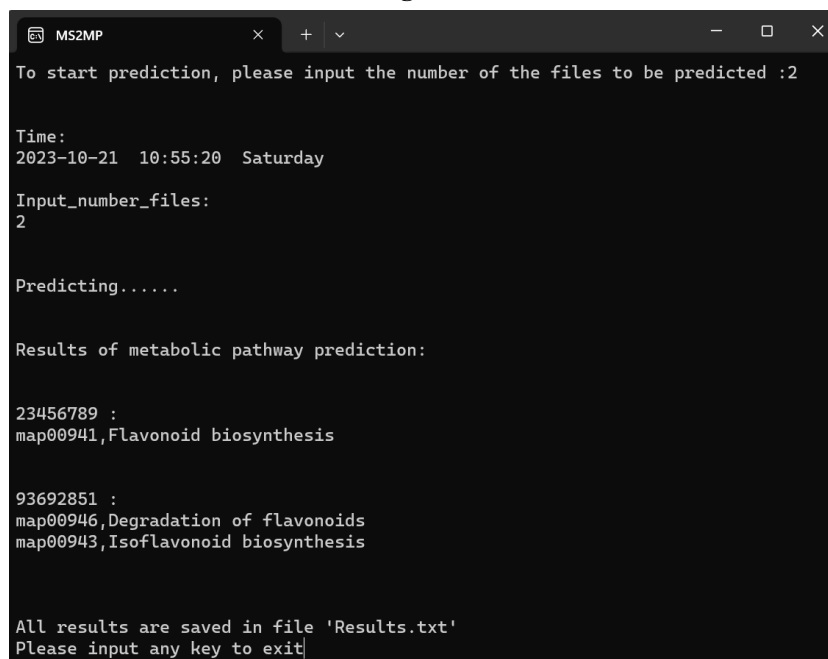 MS2MP
To start prediction, please input the number of the files to be predicted :2
Time:
2023-10-21  10:55:20  Saturday
Input_number_files:
2
Predicting......
Results of metabolic pathway prediction:
23456789 :
map00941,Flavonoid biosynthesis
93692851 :
map00946,Degradation of flavonoids
map00943,Isoflavonoid biosynthesis
All results are saved in file 'Results.txt'
Please input any key to exit